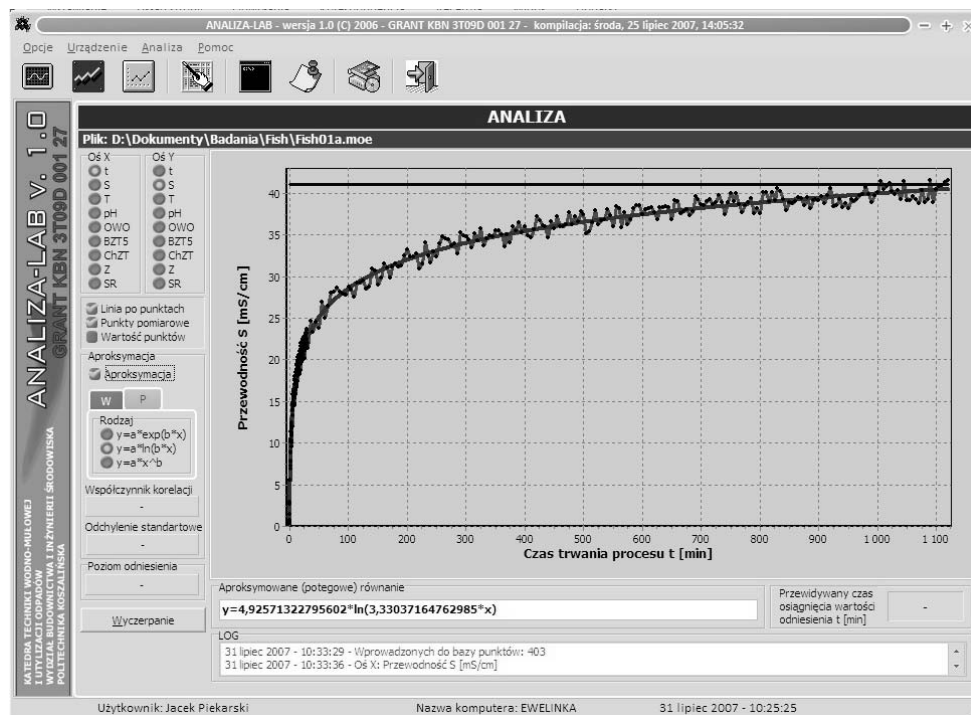 ANALIZA-LAB - wersja 1.0 (C) 2006 - GRANT KBN 3T09D 001 27 - kompilacja: środa, 25 lipiec 2007, 14:05:32
Opcje Urządzenie Analiza Pomoc
ANALIZA-LAB v. 1.0
GRANT KBN 3T09D 001 27
KATEDRA TECHNIKI WODNO-MUŁOWEJ
I UTYLIZACJI ODPADÓW
WYDZIAŁ BUDOWNICTWA I INŻYNIERII ŚRODOWISKA
POLITECHNIKA KOSZALIŃSKA
ANALIZA
Plik: D:\Dokumenty\Badania\Fish\Fish01a.moe
Oś X Oś Y
t t
S S
T T
pH pH
OWO OWO
BZT5 BZT5
ChZT ChZT
Z Z
SR SR
Linia po punktach
Punkty pomiarowe
Wartość punktów
Aproksymacja
Aproksymacja
W P
Rodzaj
y=a*exp(b*x)
y=a*ln(b*x)
y=a*x^b
Współczynnik korelacji
-
Odchylenie standartowe
-
Poziom odniesienia
-
Wyczerpanie
Przewodność S [mS/cm]
40
35
30
25
20
15
10
5
0
0 100 200 300 400 500 600 700 800 900 1 000 1 100
Czas trwania procesu t [min]
Aproksymowane (potęgowe) równanie
y=4,92571322795602*ln(3,33037164762985*x)
Przewidywany czas
osiągnięcia wartości
odniesienia t [min]
-
LOG
31 lipiec 2007 - 10:33:29 - Wprowadzonych do bazy punktów: 403
31 lipiec 2007 - 10:33:36 - Oś X: Przewodność S [mS/cm]
Użytkownik: Jacek Piekarski Nazwa komputera: EWELINKA 31 lipiec 2007 - 10:25:25